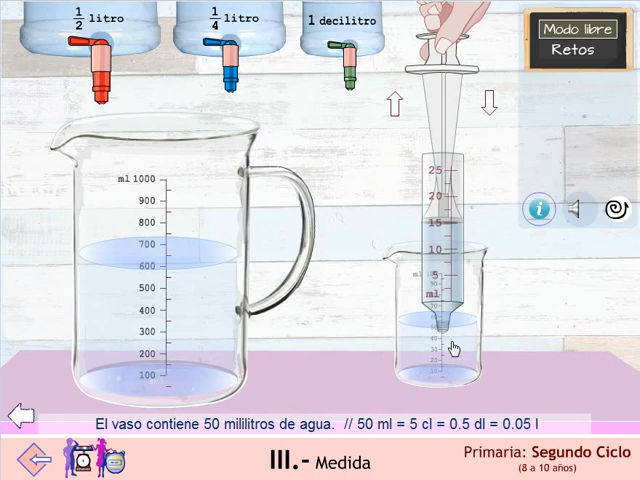 1/2 litro
1/4 litro
1 decilitro
Modo libre
Retos
ml 1000
900
800
700
600
500
400
300
200
100
25
20
15
10
5
ml
El vaso contiene 50 mililitros de agua. // 50 ml = 5 cl = 0.5 dl = 0.05 l
III.- Medida
Primaria: Segundo Ciclo
(8 a 10 años)